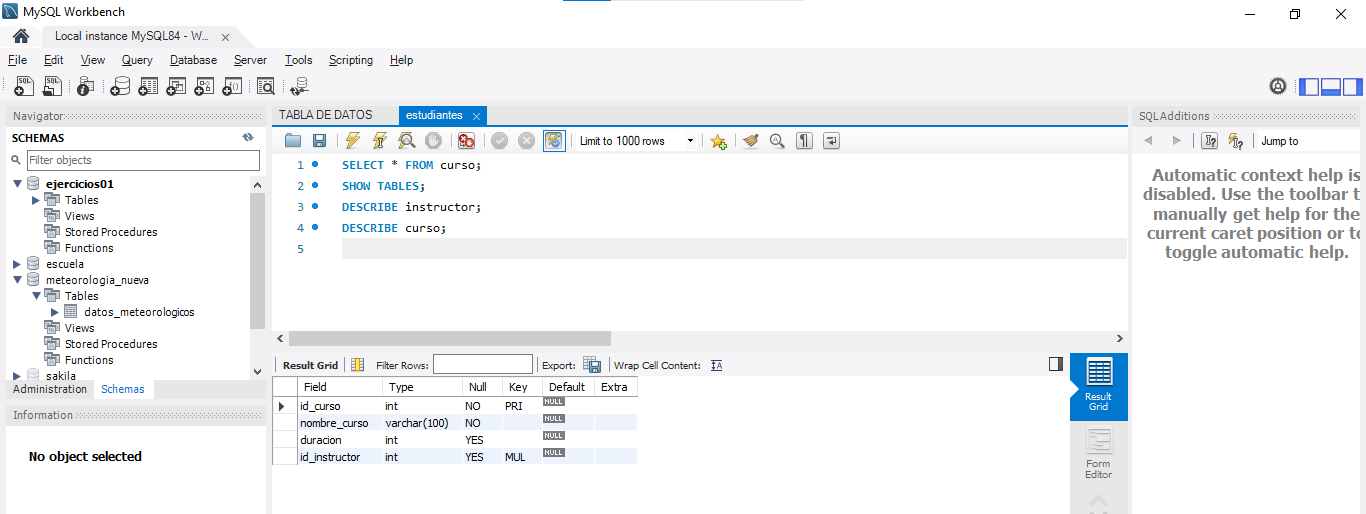 MySQL Workbench
Local instance MySQL84 - W...
File Edit View Query Database Server Tools Scripting Help
Navigator
SCHEMAS
Filter objects
ejercicios01
Tables
Views
Stored Procedures
Functions
escuela
meteorologia_nueva
Tables
datos_meteorologicos
Views
Stored Procedures
Functions
sakila
Administration Schemas
Information
No object selected
TABLA DE DATOS estudiantes
Limit to 1000 rows
1 SELECT * FROM curso;
2 SHOW TABLES;
3 DESCRIBE instructor;
4 DESCRIBE curso;
5
Result Grid Filter Rows: Export: Wrap Cell Content:
Field Type Null Key Default Extra
id_curso int NO PRI NULL
nombre_curso varchar(100) NO NULL
duracion int YES NULL
id_instructor int YES MUL NULL
Result
Grid
Form
Editor
SQLAdditions
Jump to
Automatic context help is
disabled. Use the toolbar t
manually get help for the
current caret position or to
toggle automatic help.